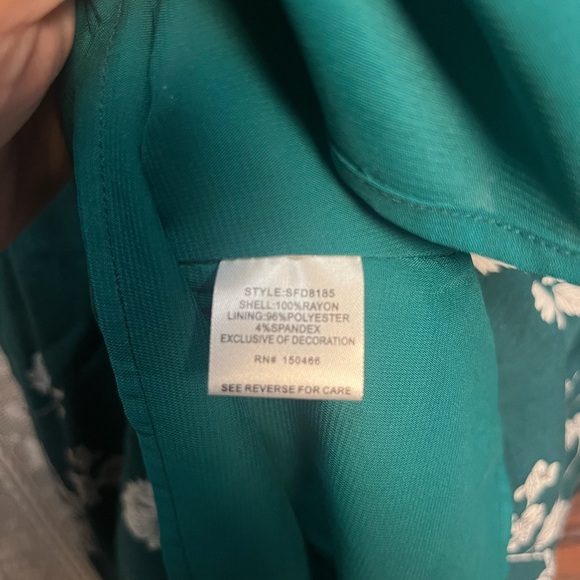 STYLE:SFD8185
SHELL:100%RAYON
LINING:96%POLYESTER
4%SPANDEX
EXCLUSIVE OF DECORATION
RN# 150466
SEE REVERSE FOR CARE